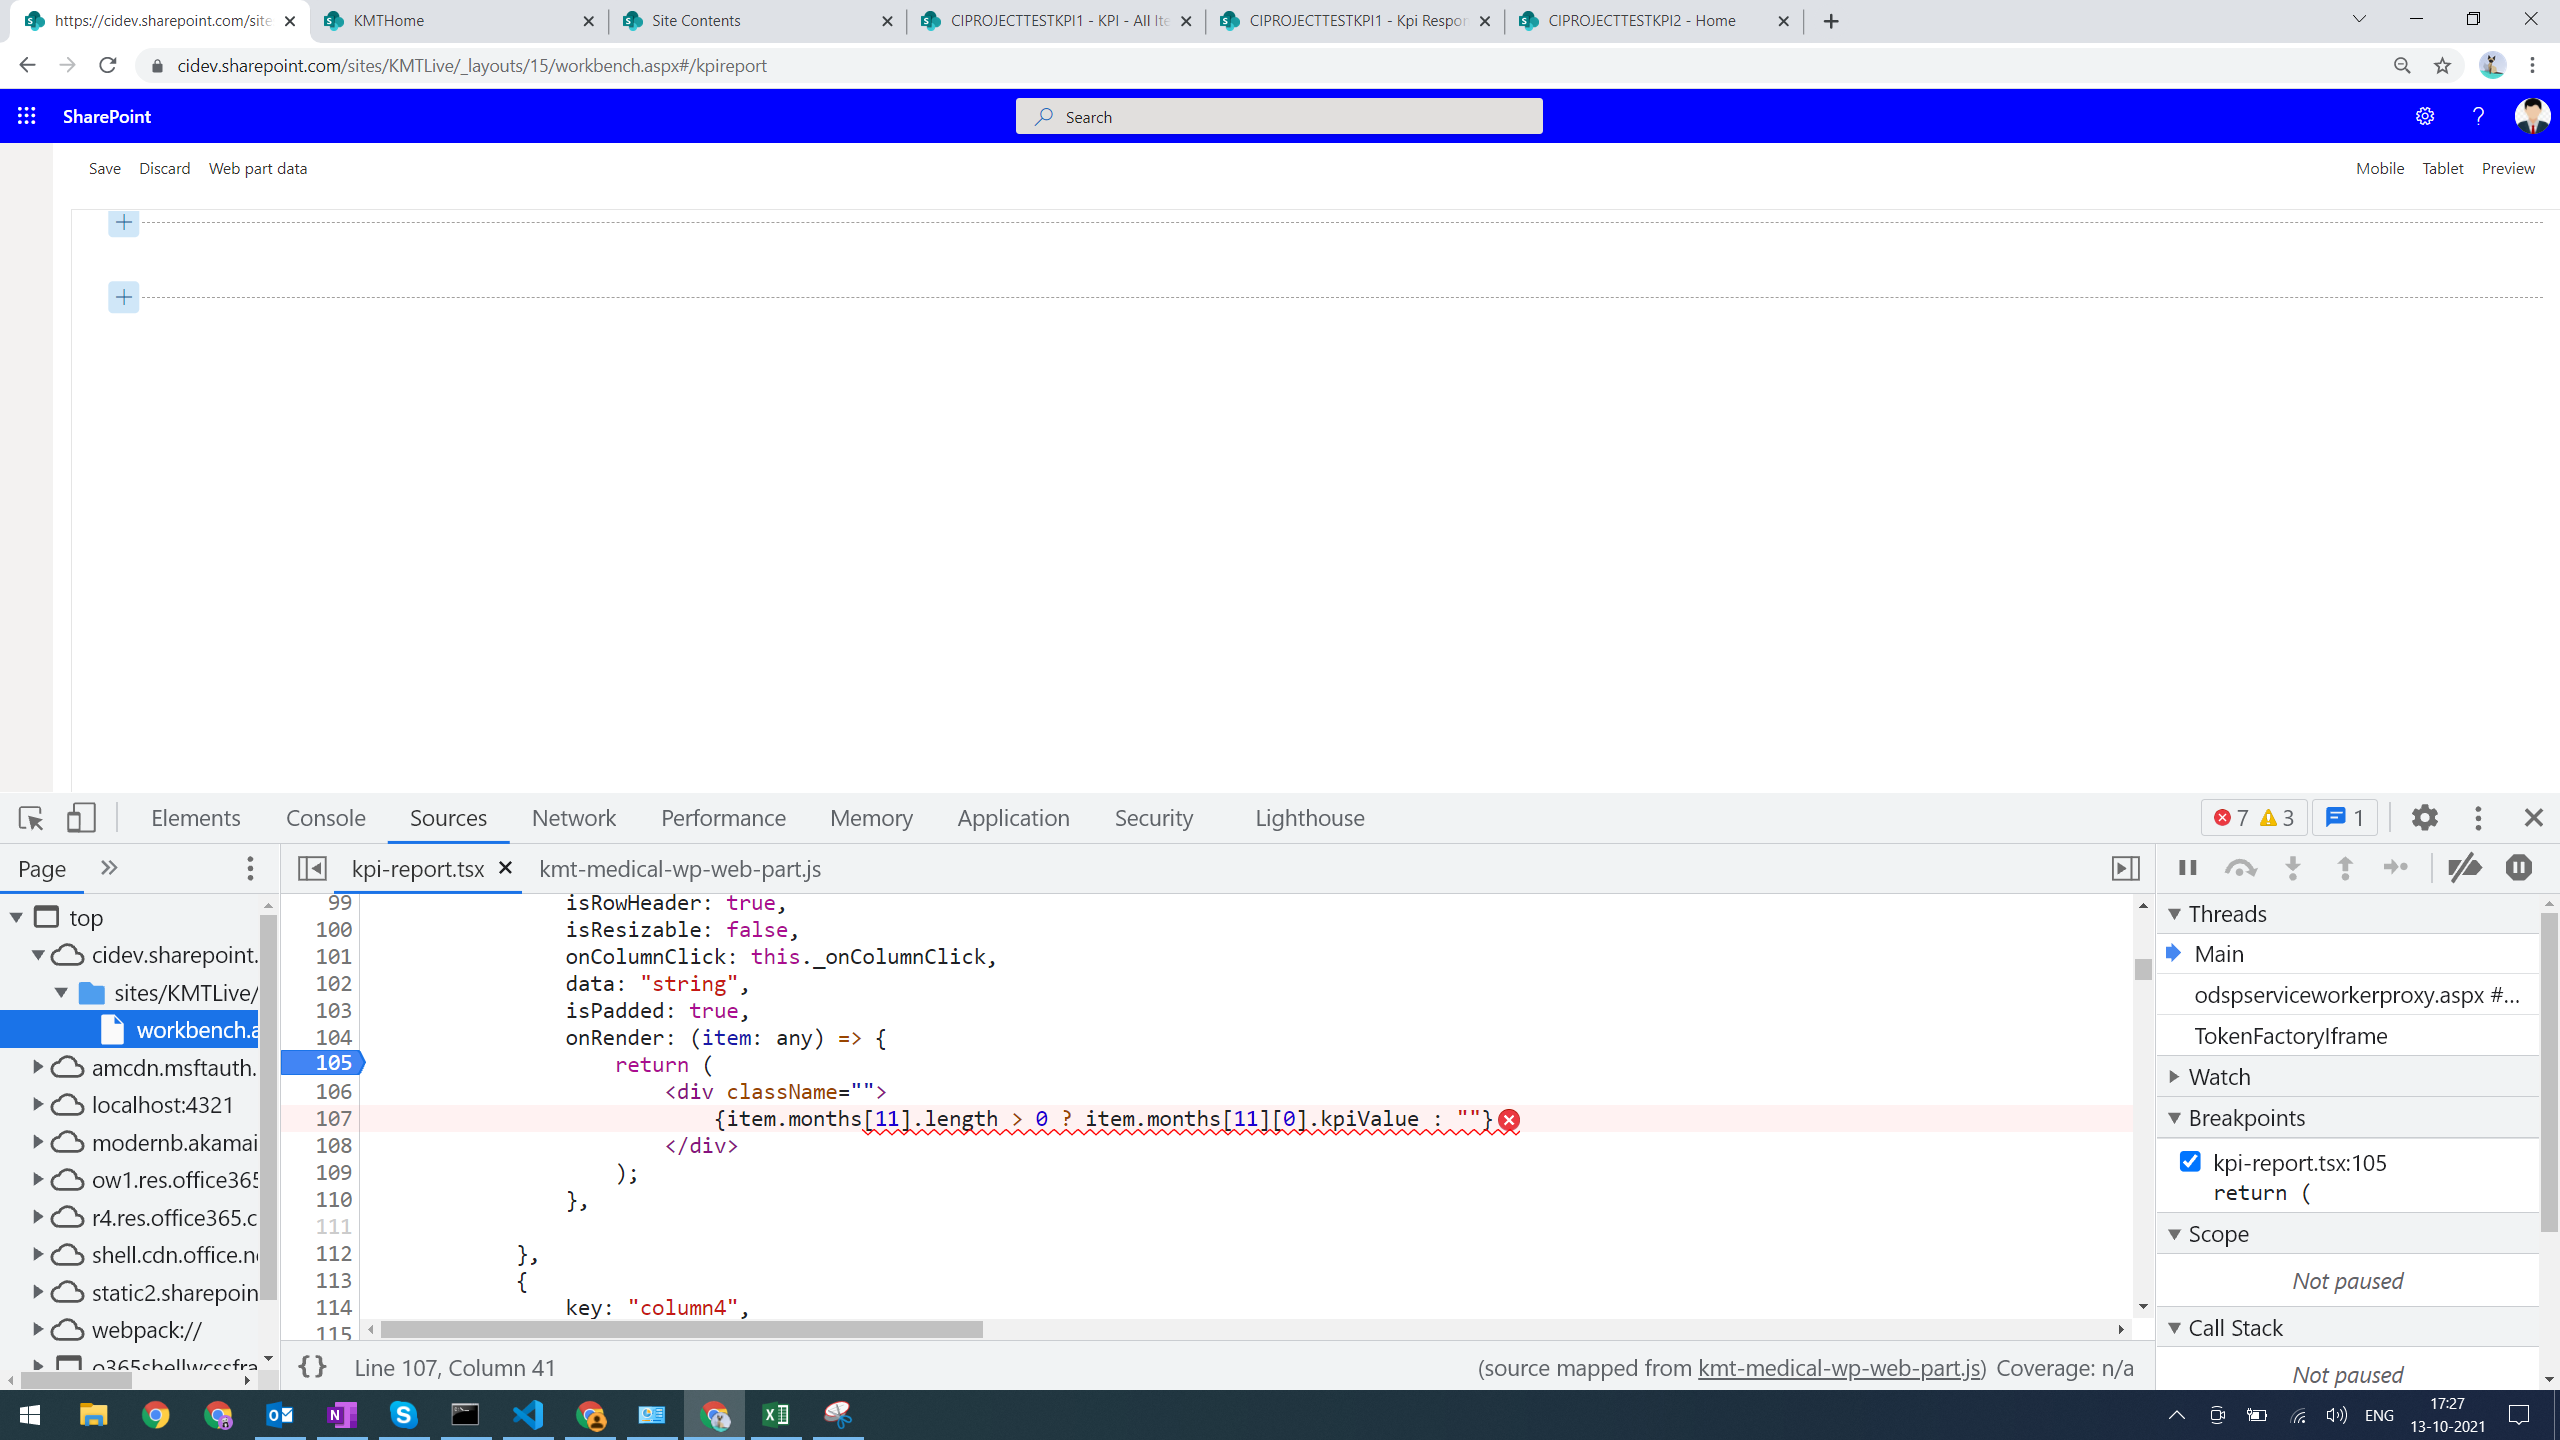 https://cidev.sharepoint.com/site
KMTHome
Site Contents
CIPROJECTTESTKPI1 - KPI - All Ite
CIPROJECTTESTKPI1 - Kpi Respon
CIPROJECTTESTKPI2 - Home
cidev.sharepoint.com/sites/KMTLive/_layouts/15/workbench.aspx#/kpireport
SharePoint
Search
Save Discard Web part data
Mobile Tablet Preview
Elements Console Sources Network Performance Memory Application Security Lighthouse
7 3 1
Page
kpi-report.tsx
kmt-medical-wp-web-part.js
top
cidev.sharepoint.
sites/KMTLive/
workbench.a
amcdn.msftauth.
localhost:4321
modernb.akamai
ow1.res.office365
r4.res.office365.c
shell.cdn.office.ne
static2.sharepoin
webpack://
o365shellwcssfra
99 isRowHeader: true,
100 isResizable: false,
101 onColumnClick: this._onColumnClick,
102 data: "string",
103 isPadded: true,
104 onRender: (item: any) => {
105 return (
106 <div className="">
107 {item.months[11].length > 0 ? item.months[11][0].kpiValue : ""}
108 </div>
109 );
110 },
111
112 },
113 {
114 key: "column4",
115
{} Line 107, Column 41
(source mapped from kmt-medical-wp-web-part.js) Coverage: n/a
Threads
Main
odspserviceworkerproxy.aspx #...
TokenFactoryIframe
Watch
Breakpoints
kpi-report.tsx:105
return (
Scope
Not paused
Call Stack
Not paused
ENG
17:27
13-10-2021